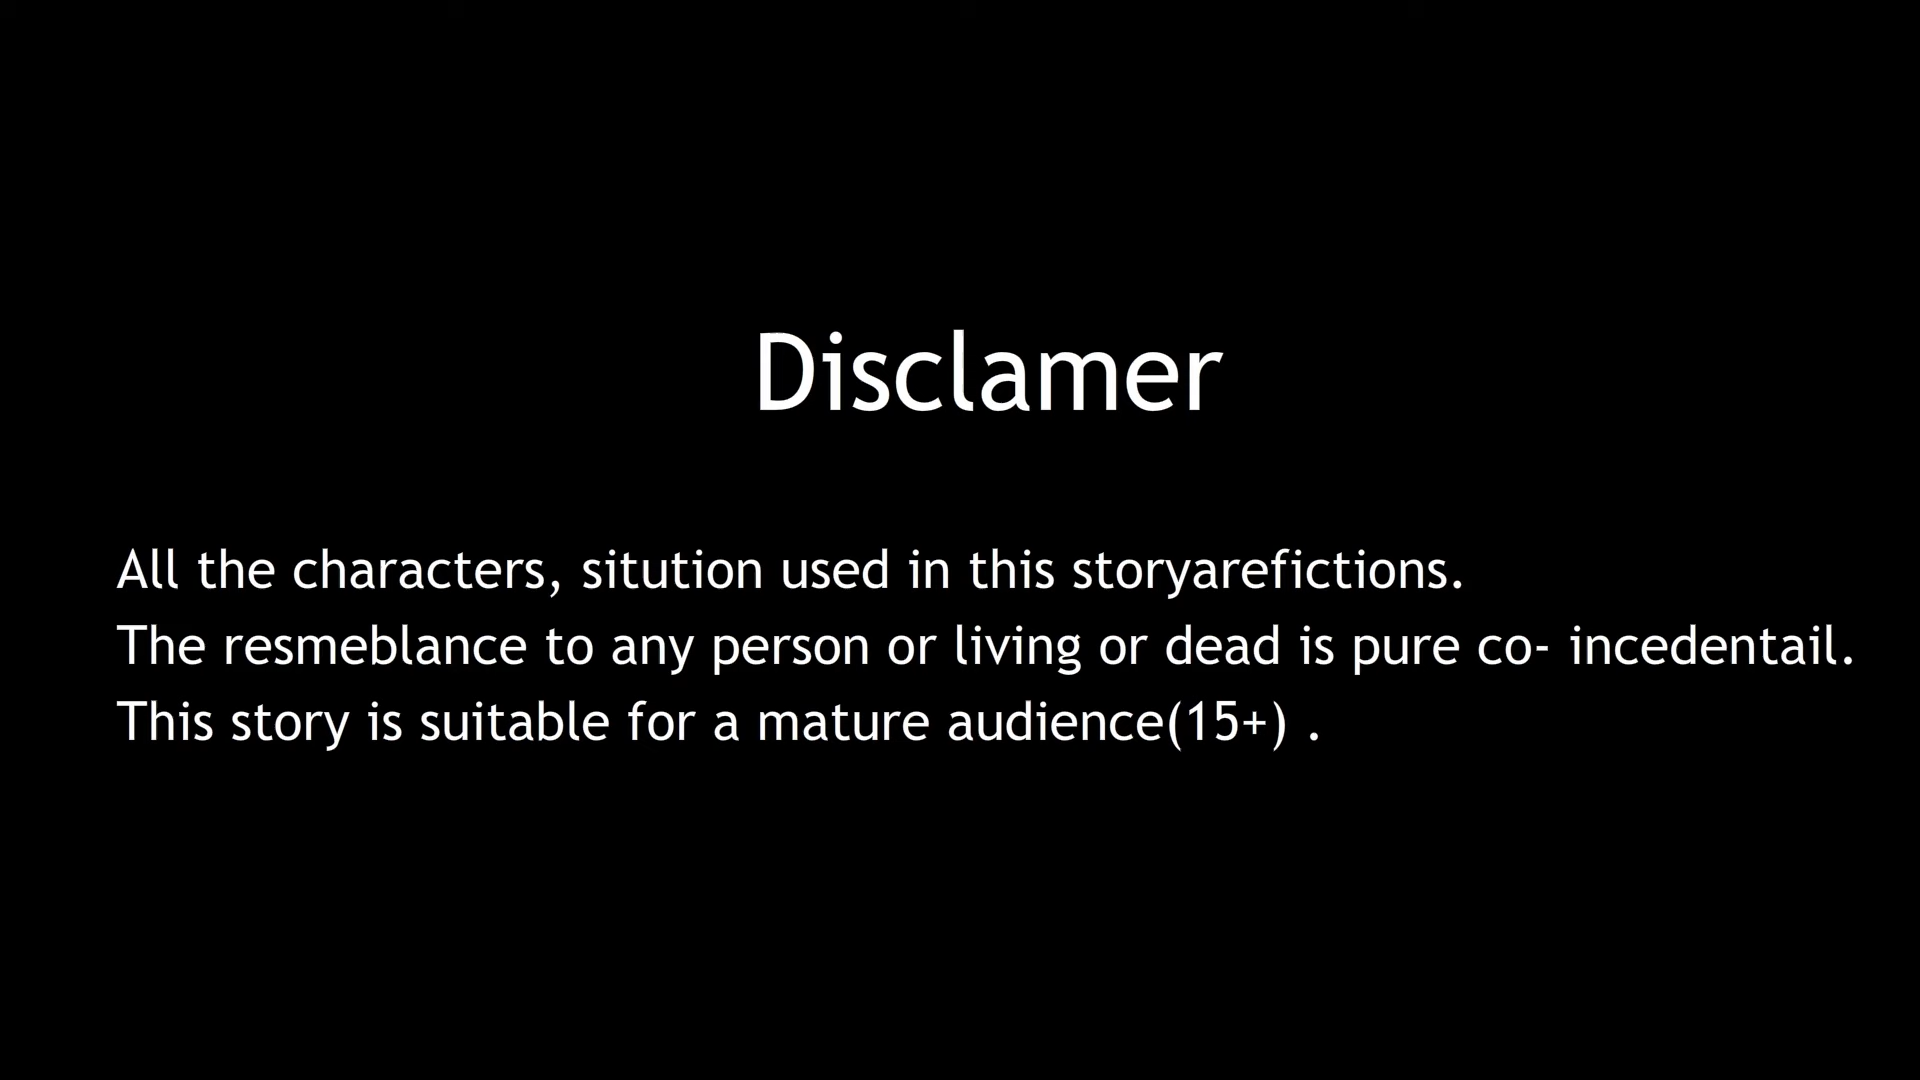 Disclamer
All the characters, sitution used in this storyarefictions.
The resmeblance to any person or living or dead is pure co- incedentail.
This story is suitable for a mature audience(15+) .